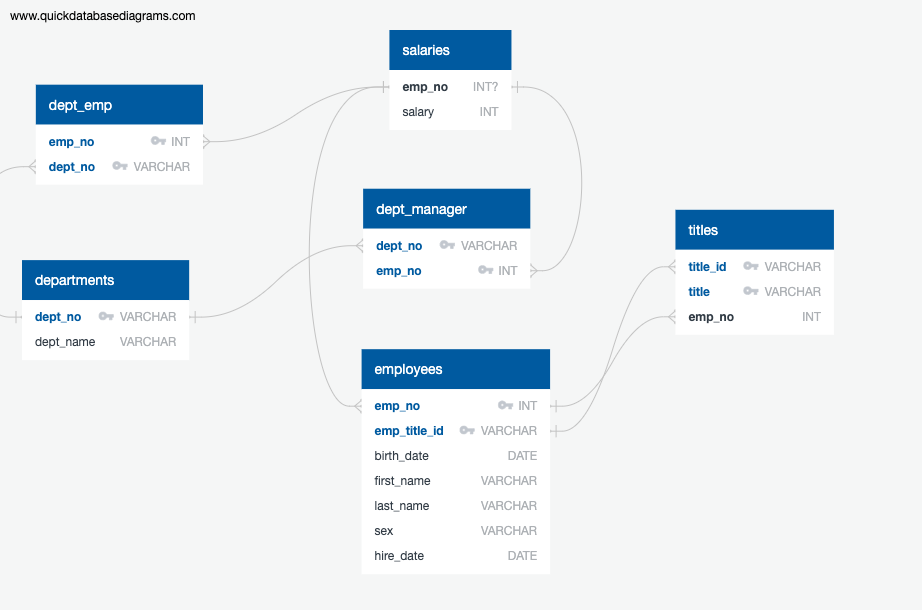 www.quickdatabasediagrams.com
salaries
emp_no INT?
salary INT
dept_emp
emp_no INT
dept_no VARCHAR
dept_manager
dept_no VARCHAR
emp_no INT
titles
title_id VARCHAR
title VARCHAR
emp_no INT
departments
dept_no VARCHAR
dept_name VARCHAR
employees
emp_no INT
emp_title_id VARCHAR
birth_date DATE
first_name VARCHAR
last_name VARCHAR
sex VARCHAR
hire_date DATE